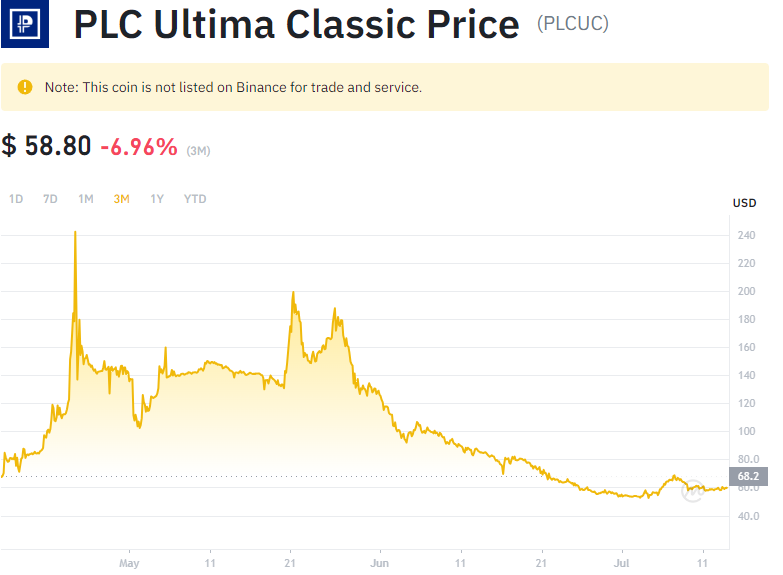 PLC Ultima Classic Price (PLCUC)
Note: This coin is not listed on Binance for trade and service.
$ 58.80 -6.96% (3M)
1D 7D 1M 3M 1Y YTD
USD
240
220
200
180
160
140
120
100
80.0
68.2
60.0
40.0
May 11 21 Jun 11 21 Jul 11